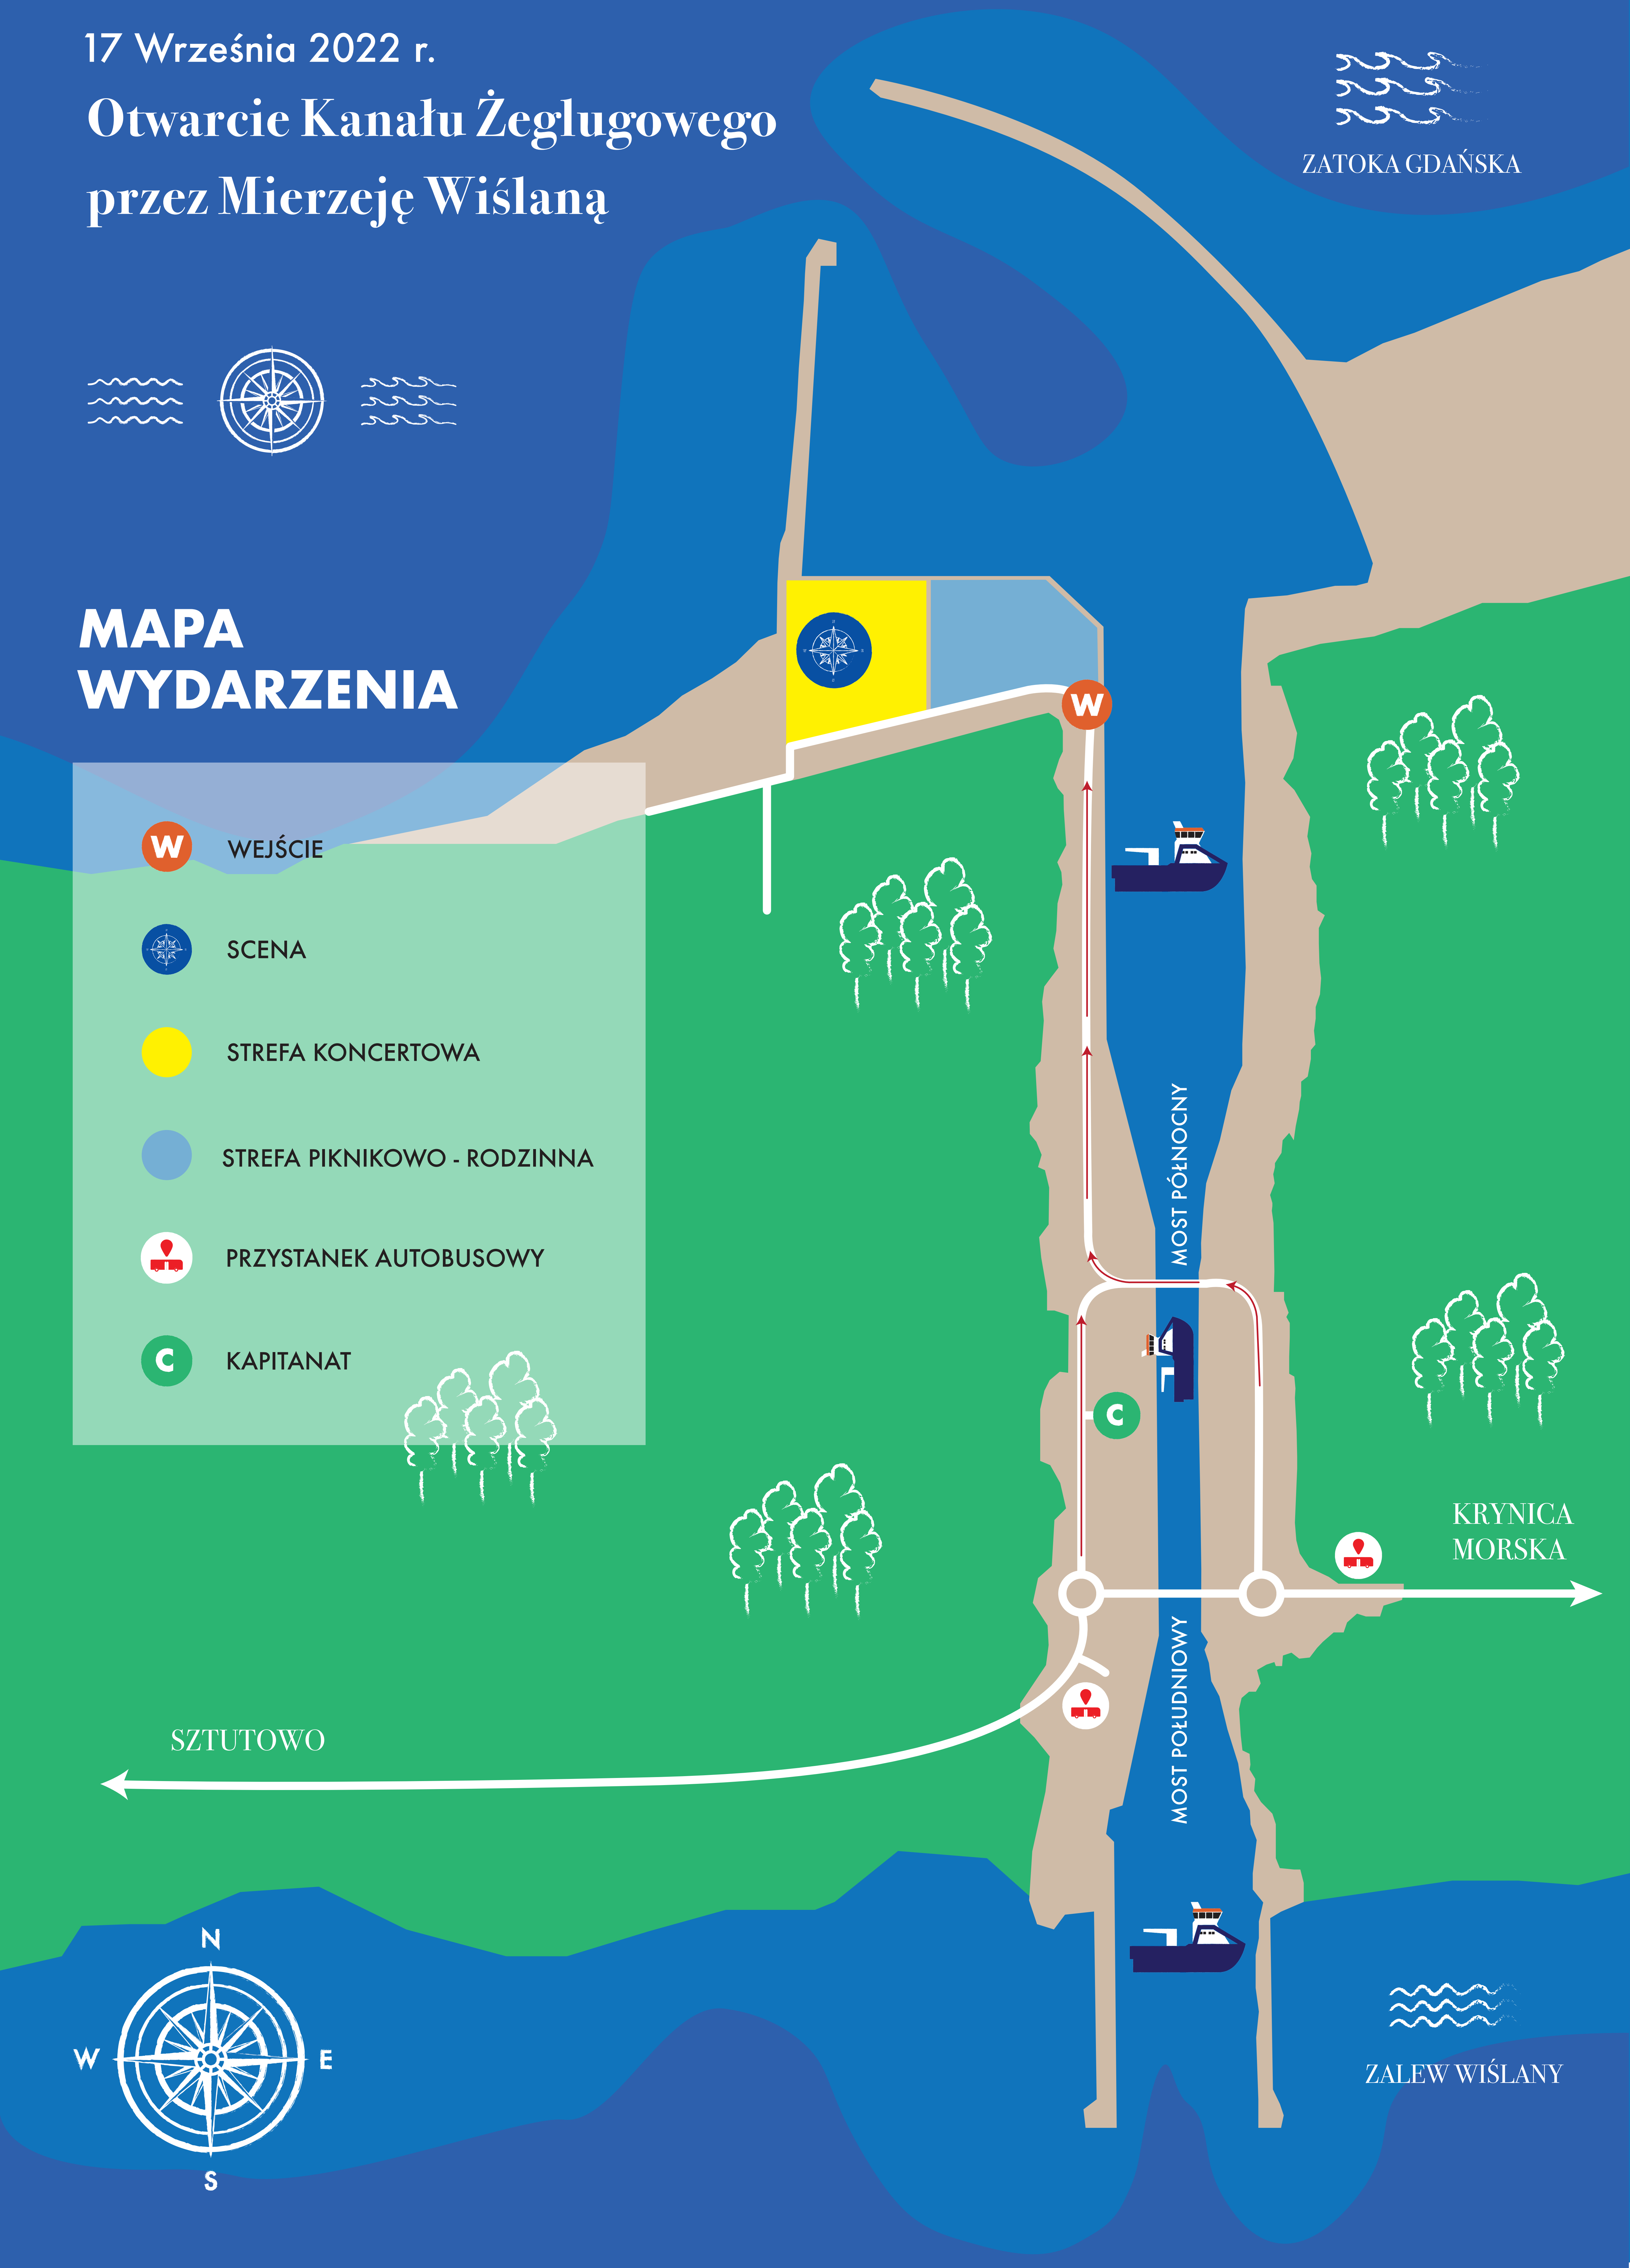 17 Września 2022 r.
Otwarcie Kanału Żeglugowego
przez Mierzeję Wiślaną
ZATOKA GDAŃSKA
MAPA
WYDARZENIA
W
W WEJŚCIE
SCENA
STREFA KONCERTOWA
STREFA PIKNIKOWO - RODZINNA
PRZYSTANEK AUTOBUSOWY
C KAPITANAT
MOST PÓŁNOCNY
C
KRYNICA
MORSKA
MOST POŁUDNIOWY
SZTUTOWO
N
W E
S
ZALEW WIŚLANY